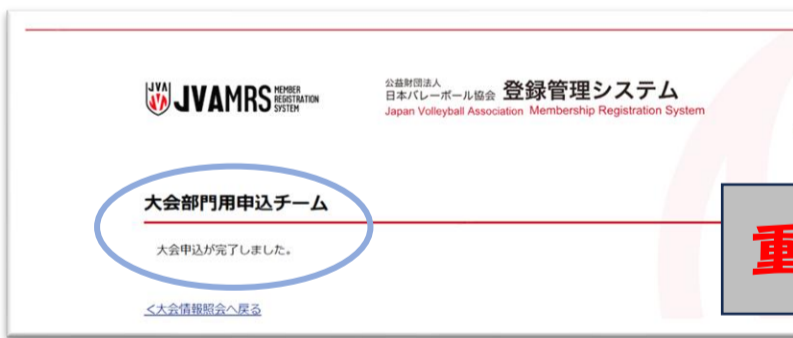 JVA JVAMRS MEMBER REGISTRATION SYSTEM
公益財団法人
日本バレーボール協会 登録管理システム
Japan Volleyball Association Membership Registration System
大会部門用申込チーム
大会申込が完了しました。
重
<大会情報照会へ戻る